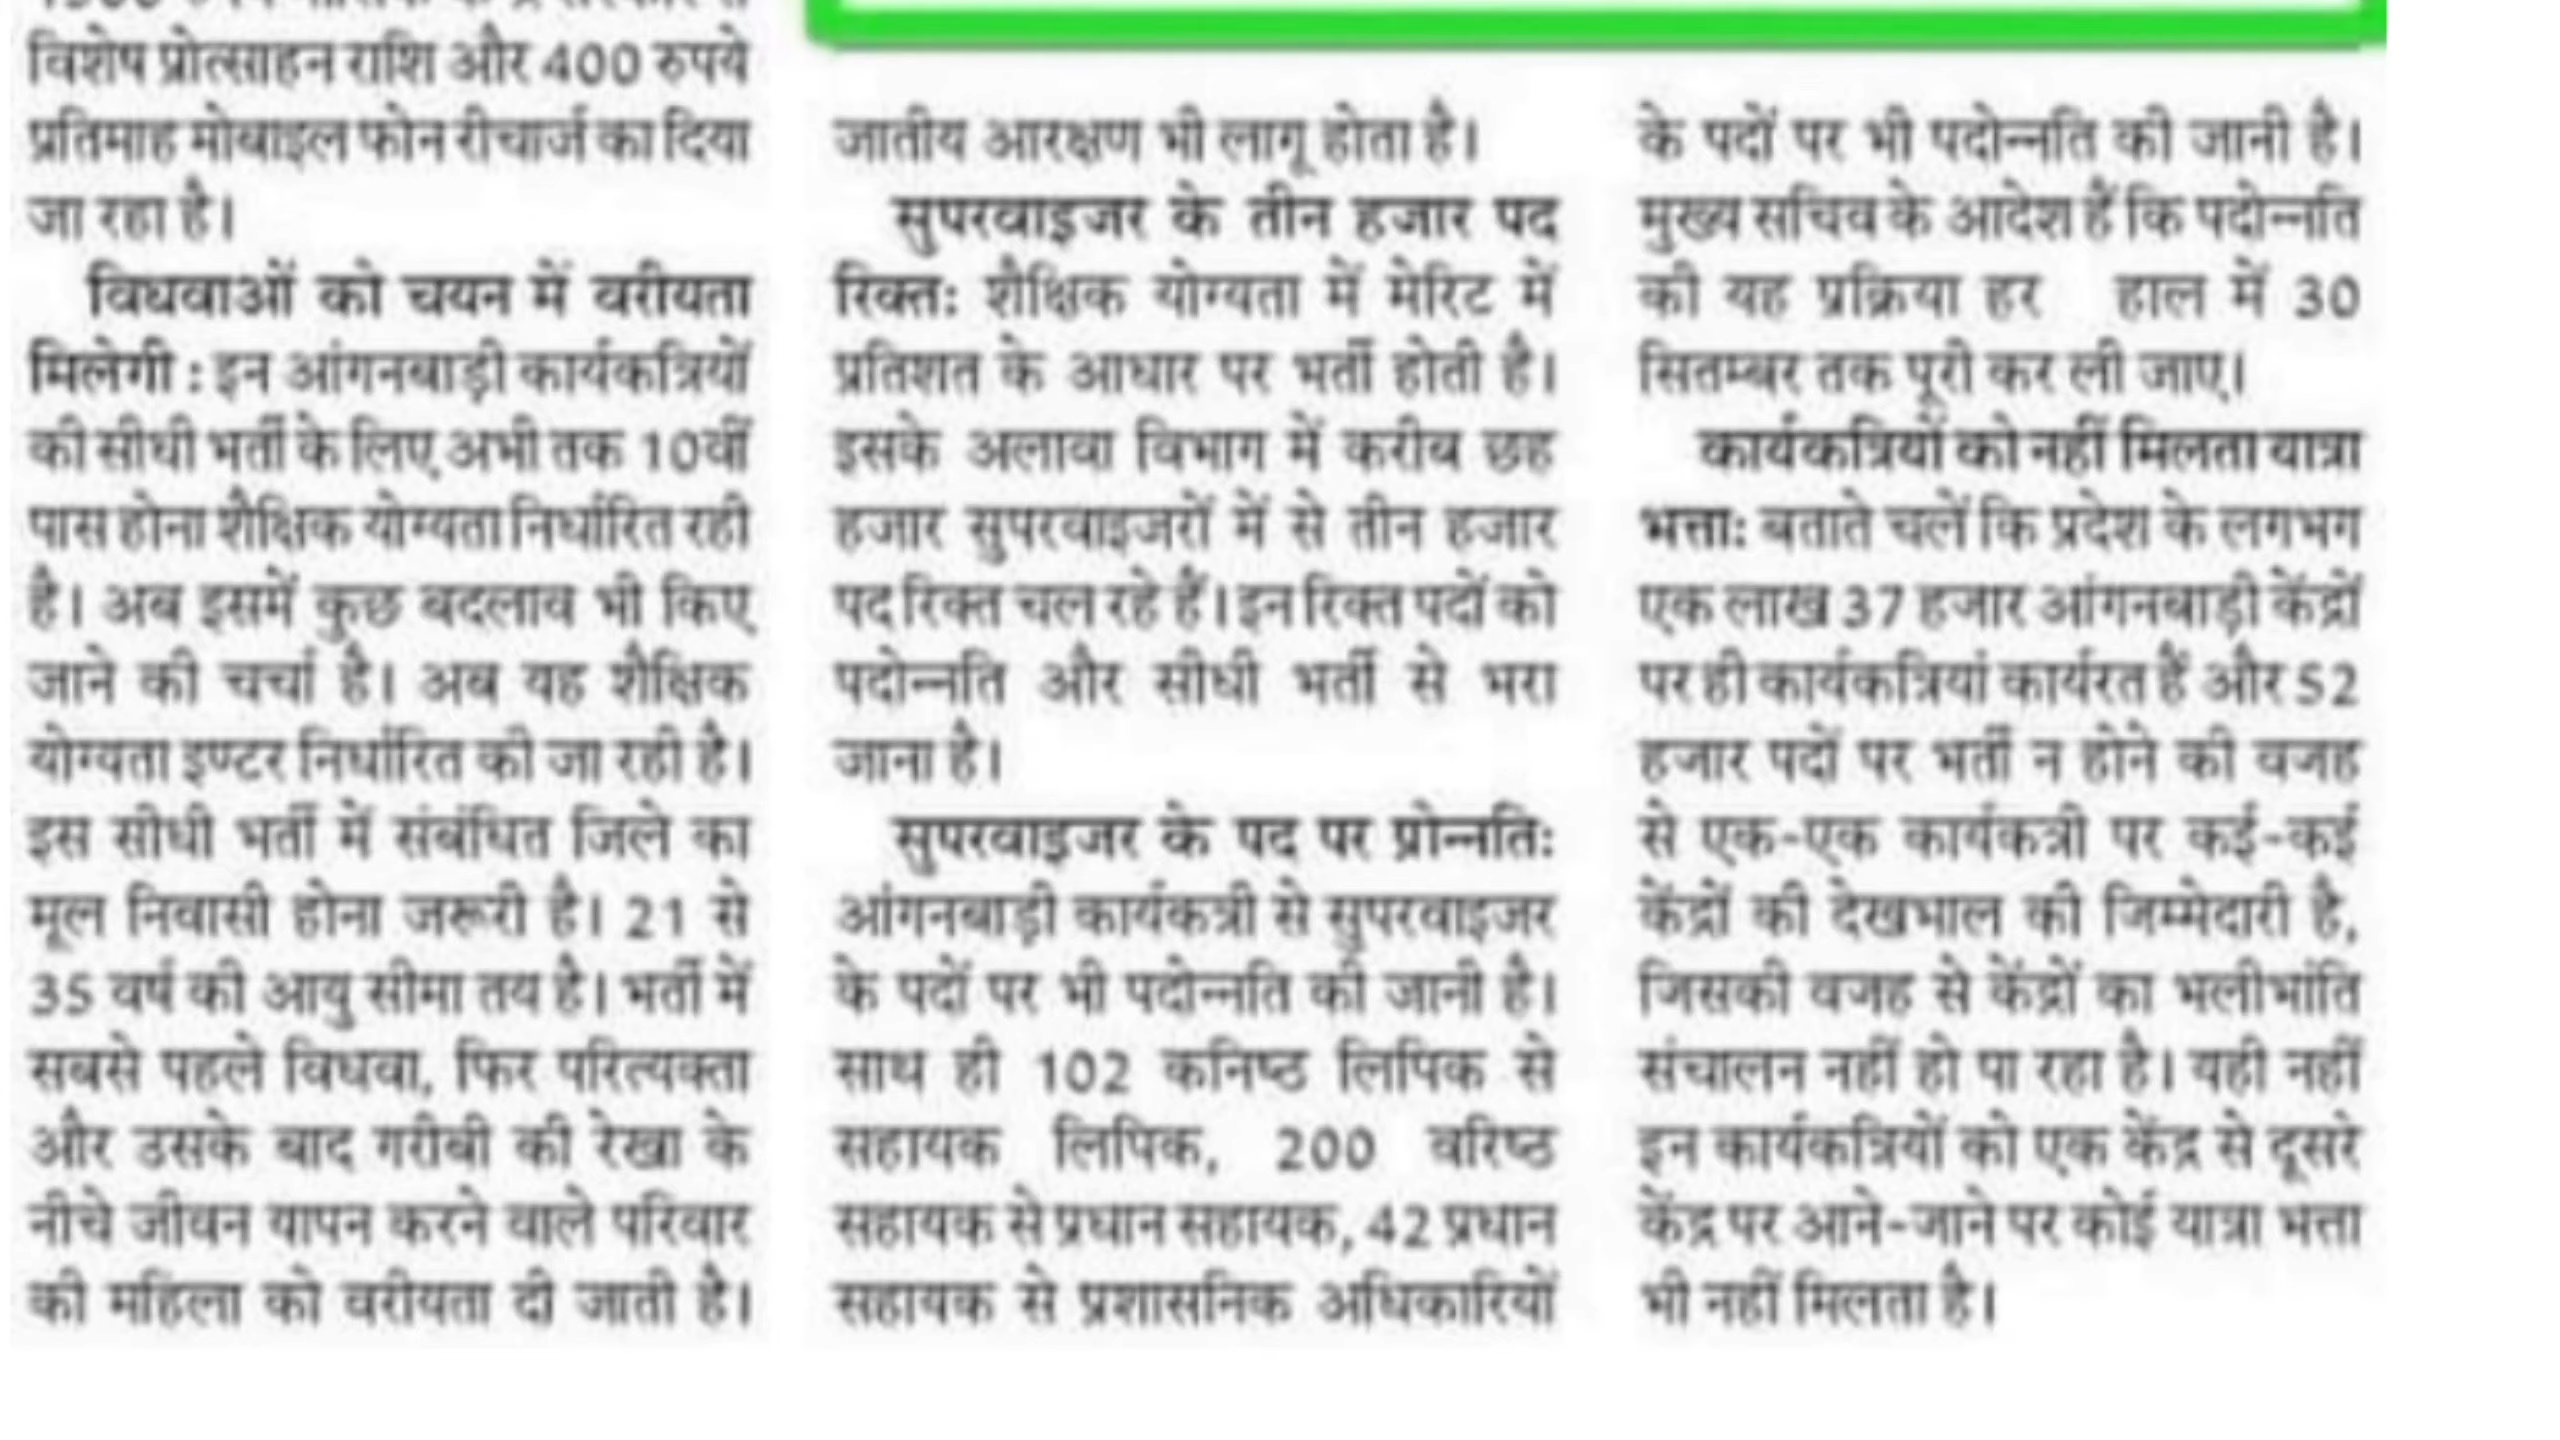 विशेष प्रोत्साहन राशि और 400 रुपये
प्रतिमाह मोबाइल फोन रीचार्ज का दिया
जा रहा है।
विधवाओं को चयन में वरीयता
मिलेगी : इन आंगनबाड़ी कार्यकत्रियों
की सीधी भर्ती के लिए अभी तक 10वीं
पास होना शैक्षिक योग्यता निर्धारित रही
है। अब इसमें कुछ बदलाव भी किए
जाने की चर्चा है। अब यह शैक्षिक
योग्यता इण्टर निर्धारित की जा रही है।
इस सीधी भर्ती में संबंधित जिले का
मूल निवासी होना जरूरी है। 21 से
35 वर्ष की आयु सीमा तय है। भर्ती में
सबसे पहले विधवा, फिर परित्यक्ता
और उसके बाद गरीबी की रेखा के
नीचे जीवन यापन करने वाले परिवार
की महिला को वरीयता दी जाती है।
जातीय आरक्षण भी लागू होता है।
सुपरवाइजर के तीन हजार पद
रिक्त: शैक्षिक योग्यता में मेरिट में
प्रतिशत के आधार पर भर्ती होती है।
इसके अलावा विभाग में करीब छह
हजार सुपरवाइजरों में से तीन हजार
पद रिक्त चल रहे हैं। इन रिक्त पदों को
पदोन्नति और सीधी भर्ती से भरा
जाना है।
सुपरवाइजर के पद पर प्रोन्नति:
आंगनबाड़ी कार्यकत्री से सुपरवाइजर
के पदों पर भी पदोन्नति की जानी है।
साथ ही 102 कनिष्ठ लिपिक से
सहायक लिपिक, 200 वरिष्ठ
सहायक से प्रधान सहायक, 42 प्रधान
सहायक से प्रशासनिक अधिकारियों
के पदों पर भी पदोन्नति की जानी है।
मुख्य सचिव के आदेश हैं कि पदोन्नति
की यह प्रक्रिया हर हाल में 30
सितम्बर तक पूरी कर ली जाए।
कार्यकत्रियों को नहीं मिलता यात्रा
भत्ता: बताते चलें कि प्रदेश के लगभग
एक लाख 37 हजार आंगनबाड़ी केंद्रों
पर ही कार्यकत्रियां कार्यरत हैं और 52
हजार पदों पर भर्ती न होने की वजह
से एक-एक कार्यकत्री पर कई-कई
केंद्रों की देखभाल की जिम्मेदारी है,
जिसकी वजह से केंद्रों का भलीभांति
संचालन नहीं हो पा रहा है। यही नहीं
इन कार्यकत्रियों को एक केंद्र से दूसरे
केंद्र पर आने-जाने पर कोई यात्रा भत्ता
भी नहीं मिलता है।